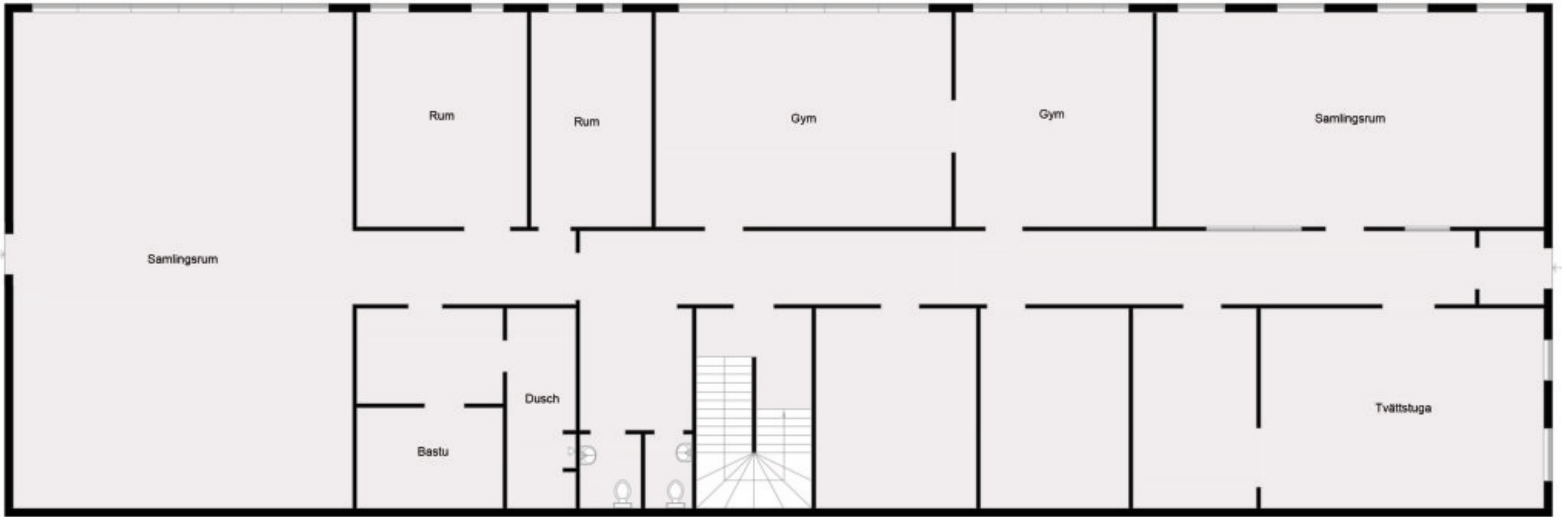 Rum
Rum
Gym
Gym
Samlingsrum
Samlingsrum
Dusch
Bastu
Tvättstuga